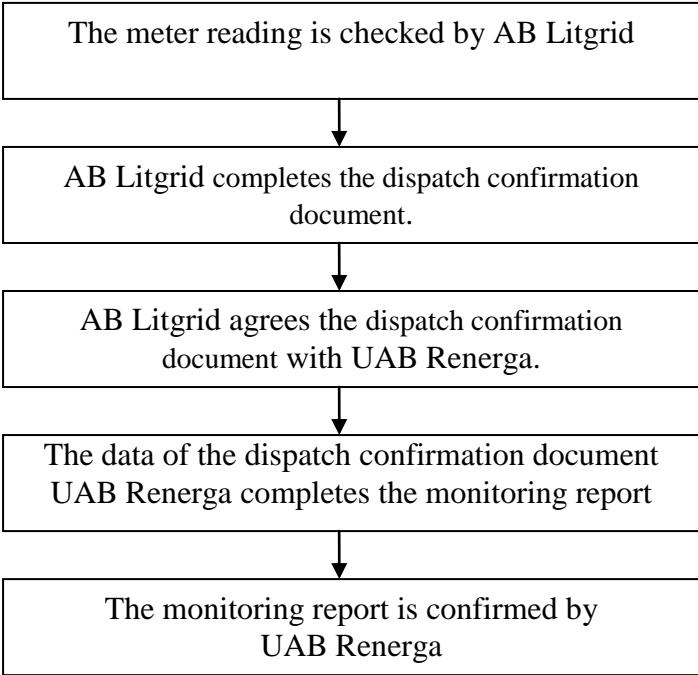 The meter reading is checked by AB Litgrid
AB Litgrid completes the dispatch confirmation
document.
AB Litgrid agrees the dispatch confirmation
document with UAB Renerga.
The data of the dispatch confirmation document
UAB Renerga completes the monitoring report
The monitoring report is confirmed by
UAB Renerga